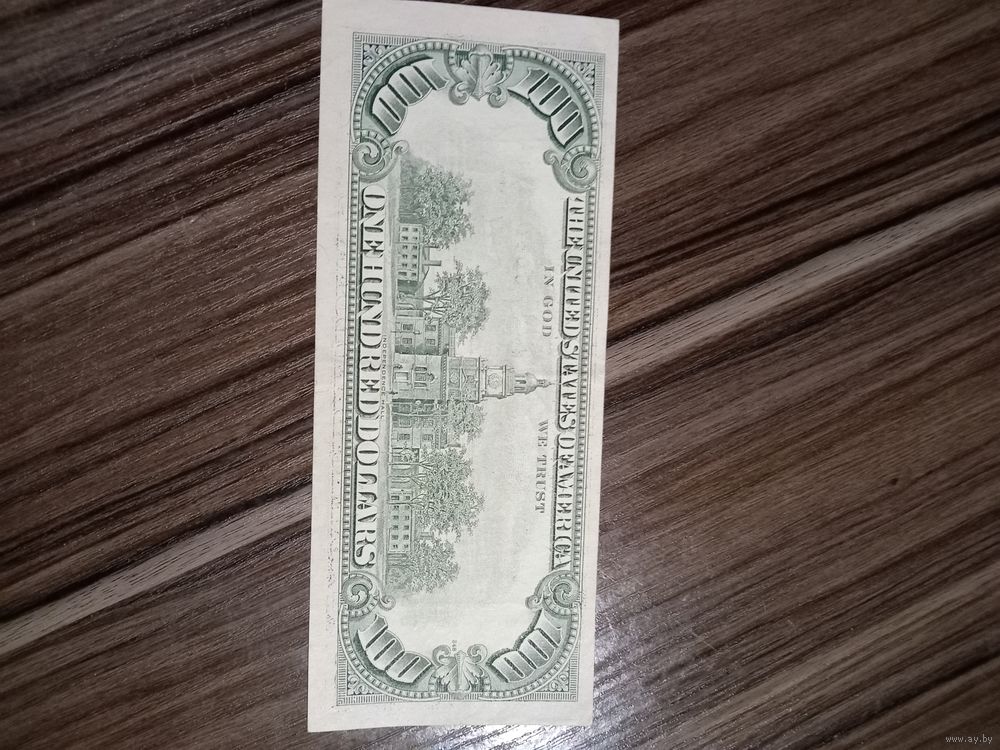 100 100
THE UNITED STATES OF AMERICA
IN GOD WE TRUST
INDEPENDENCE HALL
ONE HUNDRED DOLLARS
100 100
www.ay.by